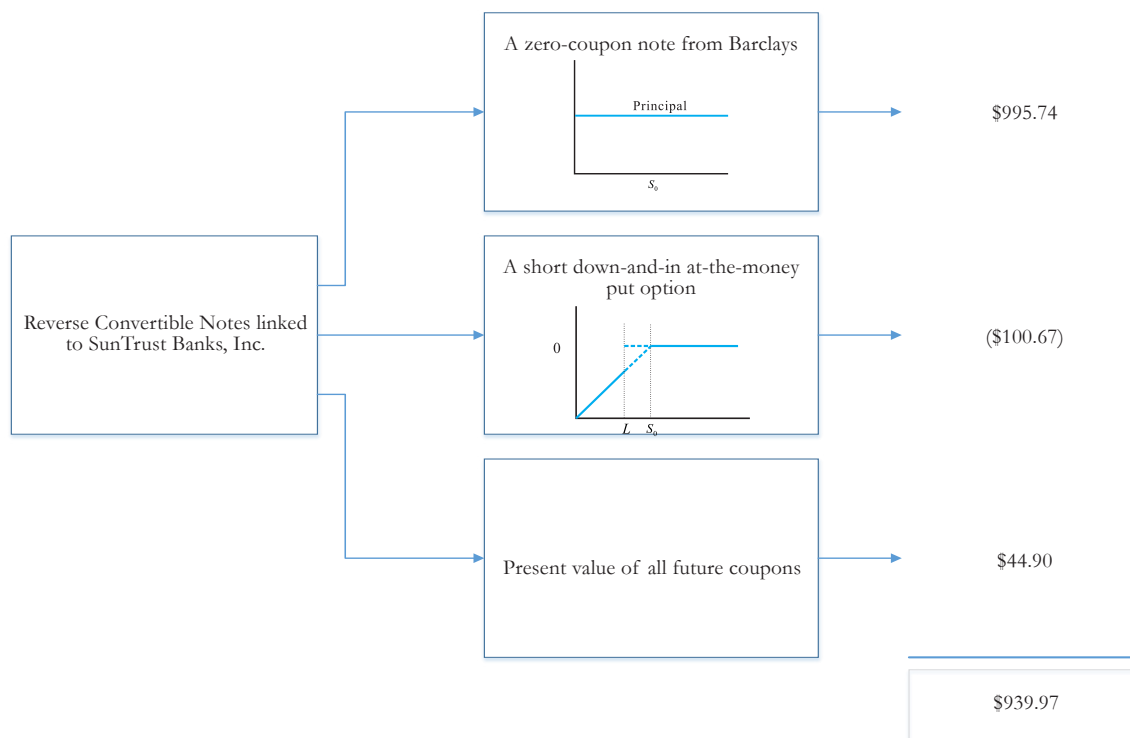 A zero-coupon note from Barclays
Principal
S₀
$995.74
Reverse Convertible Notes linked
to SunTrust Banks, Inc.
A short down-and-in at-the-money
put option
0
L S₀
($100.67)
Present value of all future coupons
$44.90
$939.97